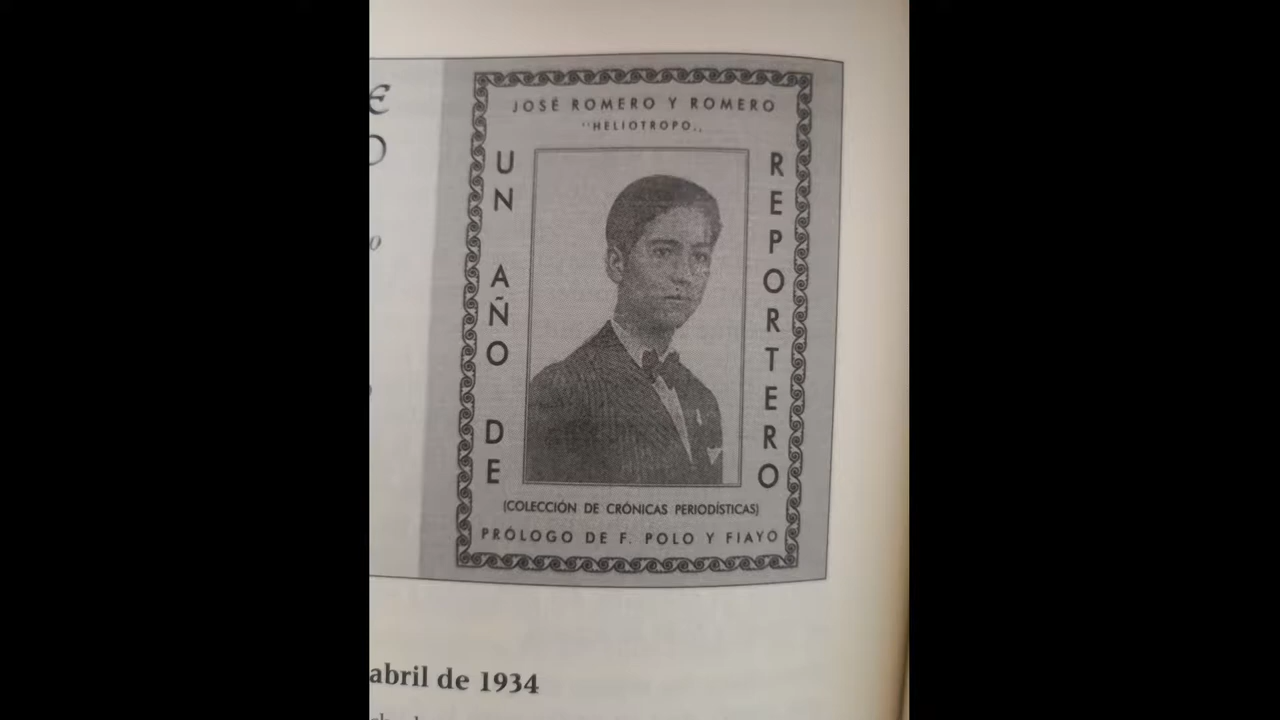 JOSÉ ROMERO Y ROMERO
"HELIOTROPO„
UN AÑO DE
REPORTERO
(COLECCIÓN DE CRÓNICAS PERIODÍSTICAS)
PRÓLOGO DE F. POLO Y FIAYO
abril de 1934